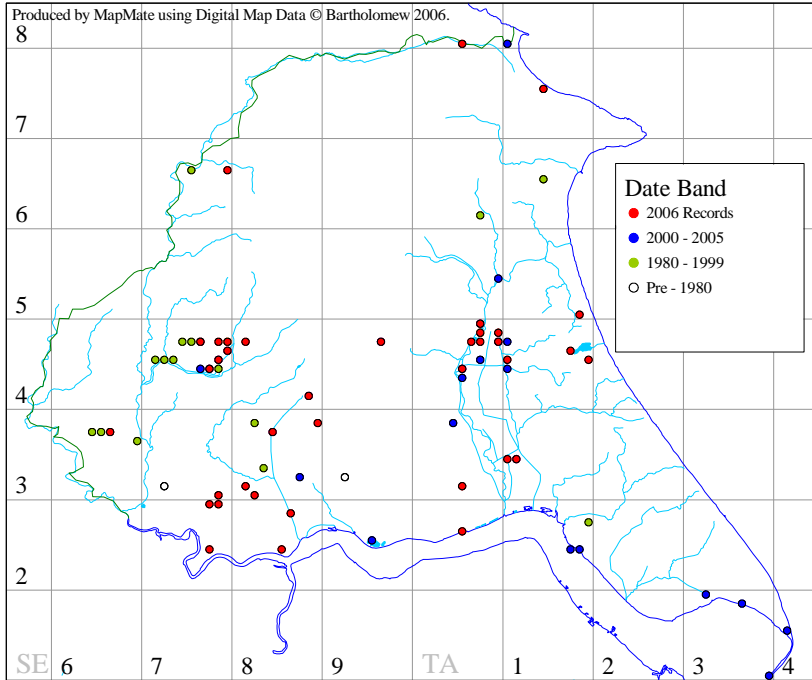 Produced by MapMate using Digital Map Data © Bartholomew 2006.
8
7
6
5
4
3
2
Date Band
2006 Records
2000 - 2005
1980 - 1999
Pre - 1980
SE 6 7 8 9 TA 1 2 3 4